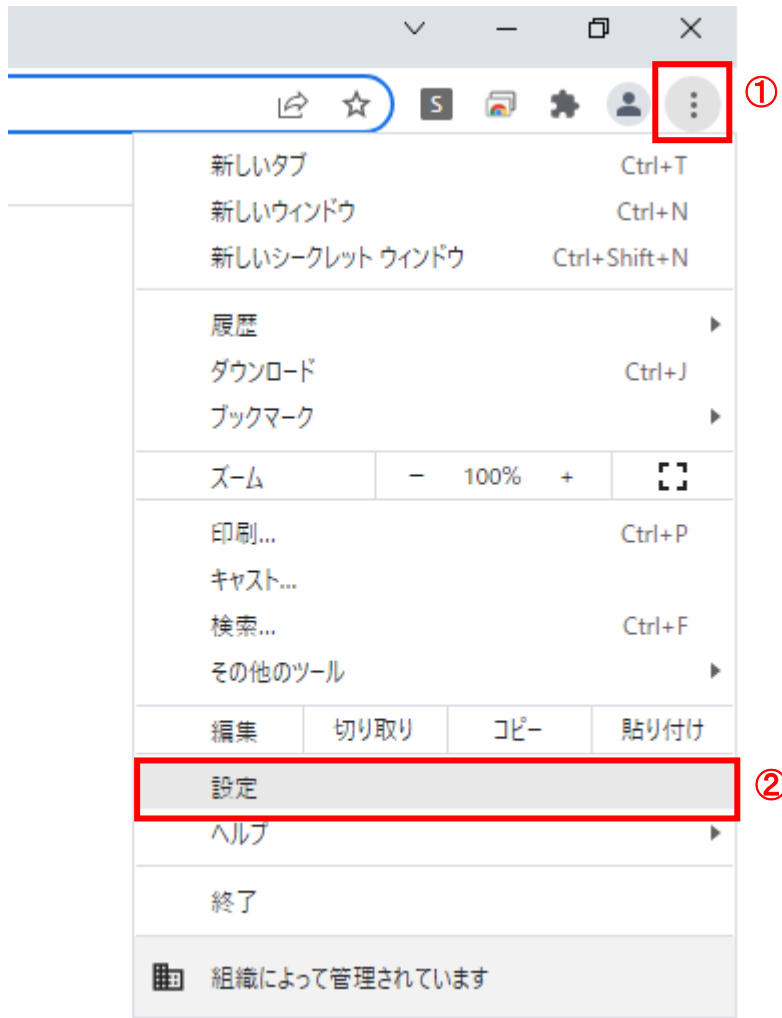 ①
S
新しいタブ Ctrl+T
新しいウィンドウ Ctrl+N
新しいシークレット ウィンドウ Ctrl+Shift+N
履歴
ダウンロード Ctrl+J
ブックマーク
ズーム − 100% +
印刷... Ctrl+P
キャスト...
検索... Ctrl+F
その他のツール
編集 切り取り コピー 貼り付け
設定 ②
ヘルプ
終了
組織によって管理されています